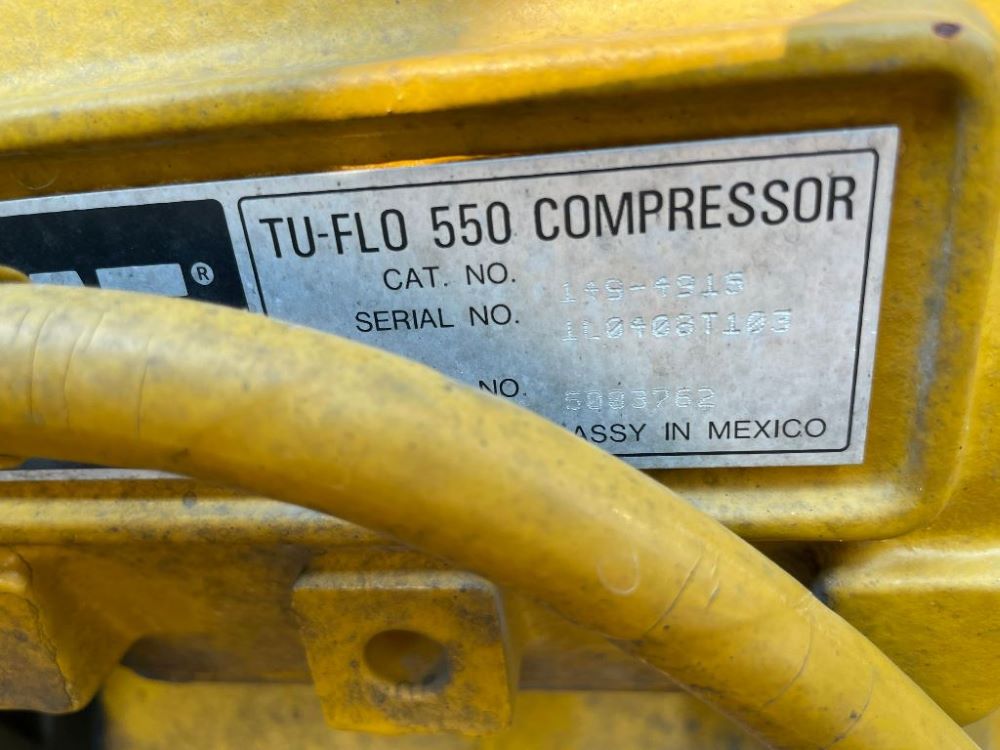 ®
TU-FLO 550 COMPRESSOR
CAT. NO. 149-4915
SERIAL NO. 1L0408T103
NO. 5003762
ASSY IN MEXICO